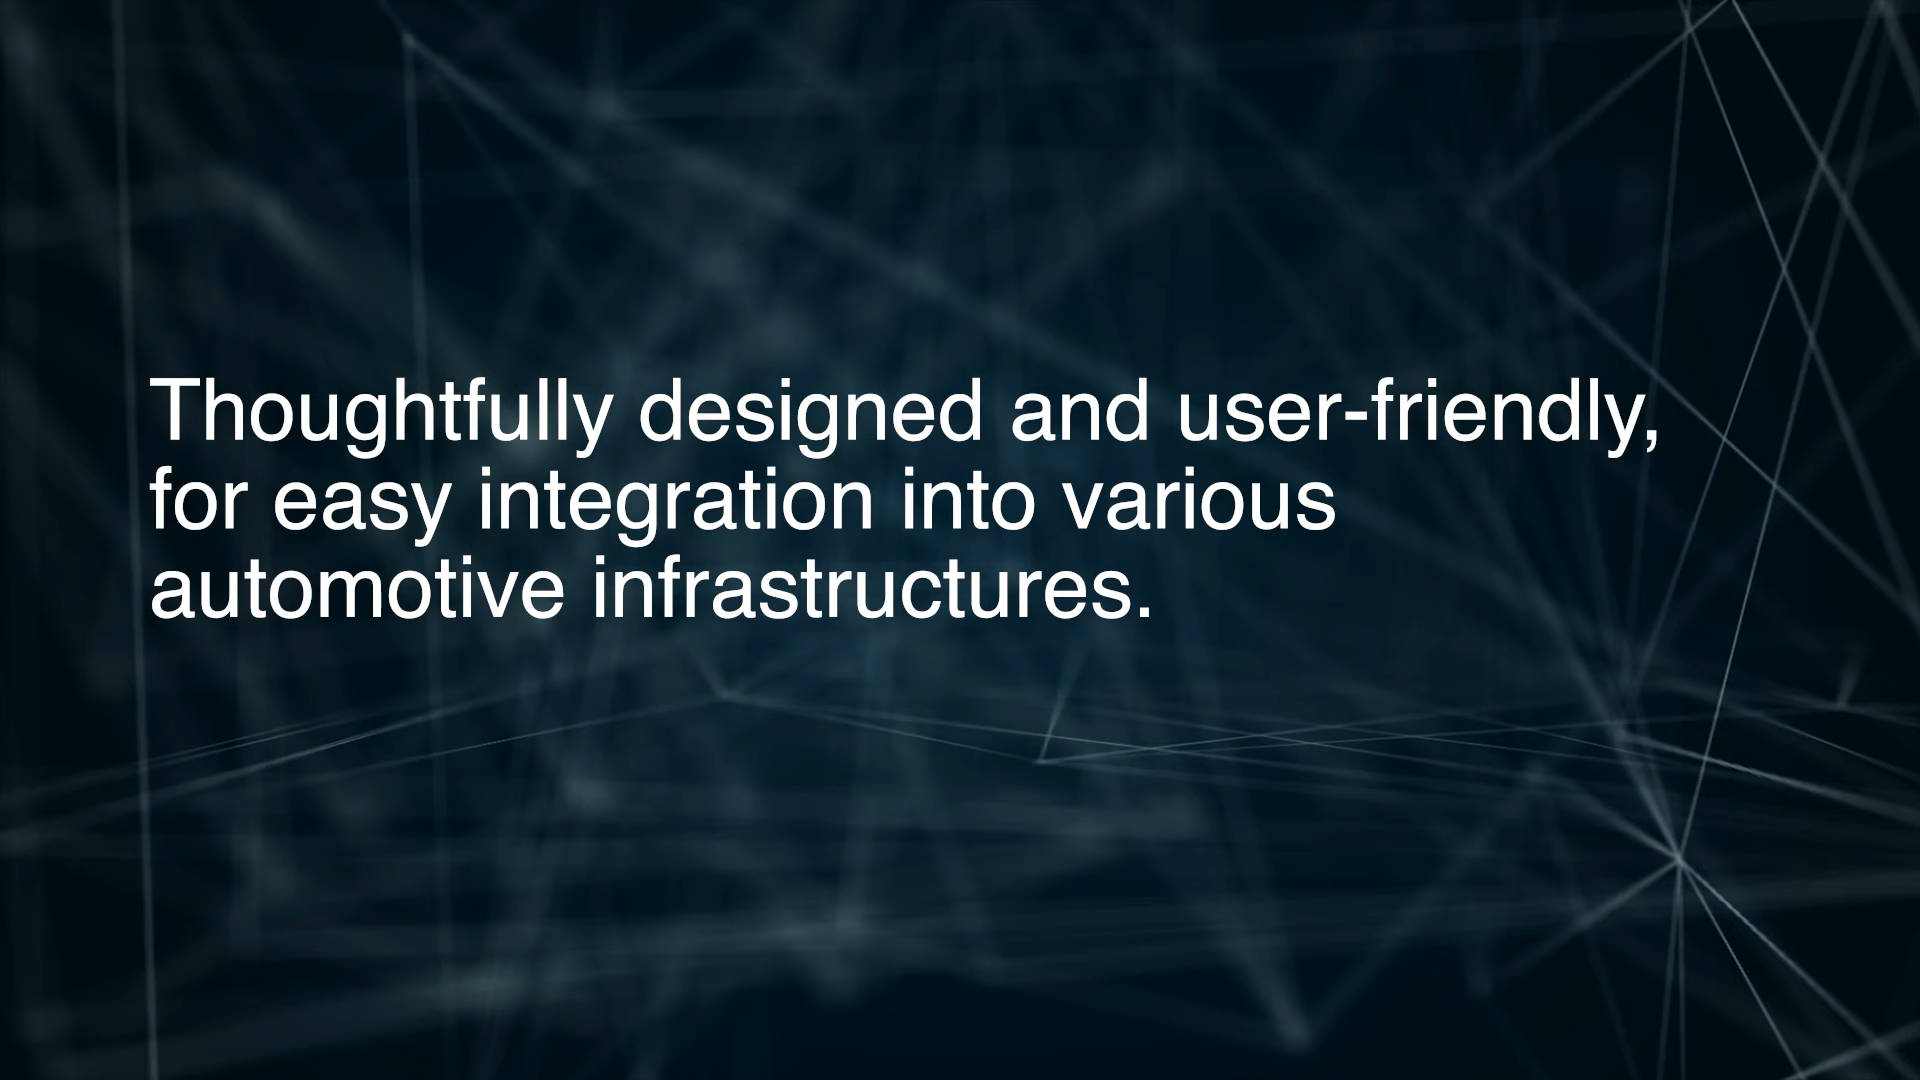 Thoughtfully designed and user-friendly,
for easy integration into various
automotive infrastructures.